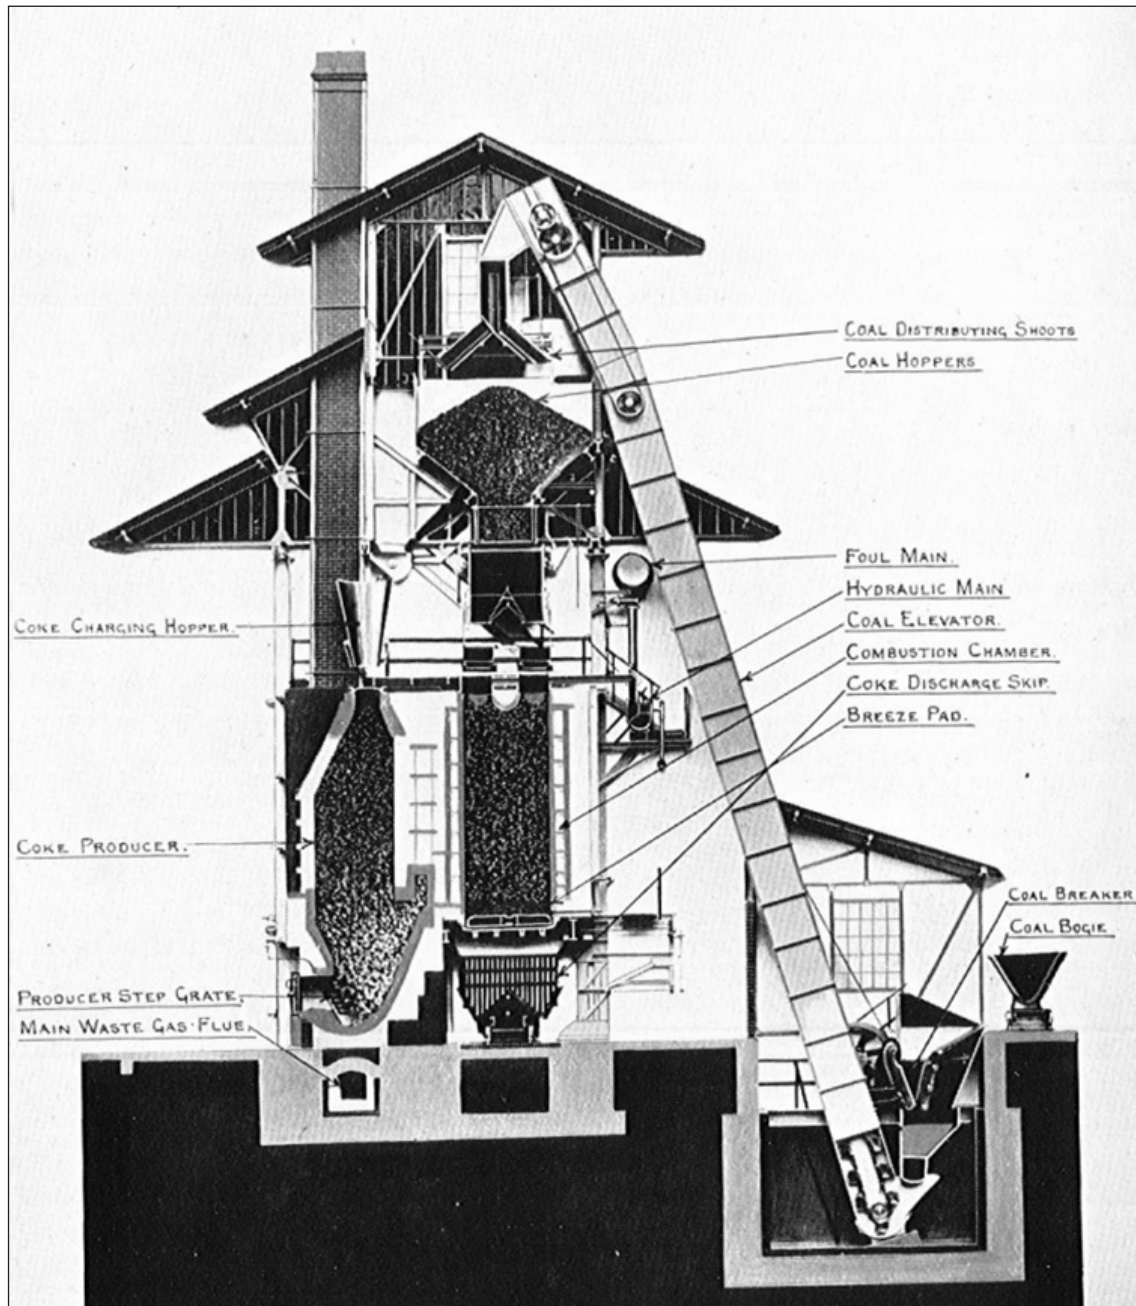 COAL DISTRIBUTING SHOOTS
COAL HOPPERS
FOUL MAIN.
HYDRAULIC MAIN
COAL ELEVATOR.
COMBUSTION CHAMBER.
COKE DISCHARGE SKIP.
BREEZE PAD.
COKE CHARGING HOPPER.
COKE PRODUCER.
COAL BREAKER
COAL BOGIE
PRODUCER STEP GRATE.
MAIN WASTE GAS-FLUE.